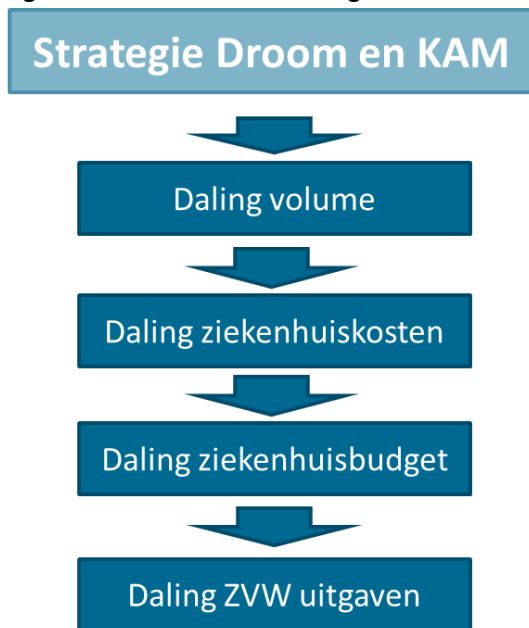 Strategie Droom en KAM
Daling volume
Daling ziekenhuiskosten
Daling ziekenhuisbudget
Daling ZVW uitgaven